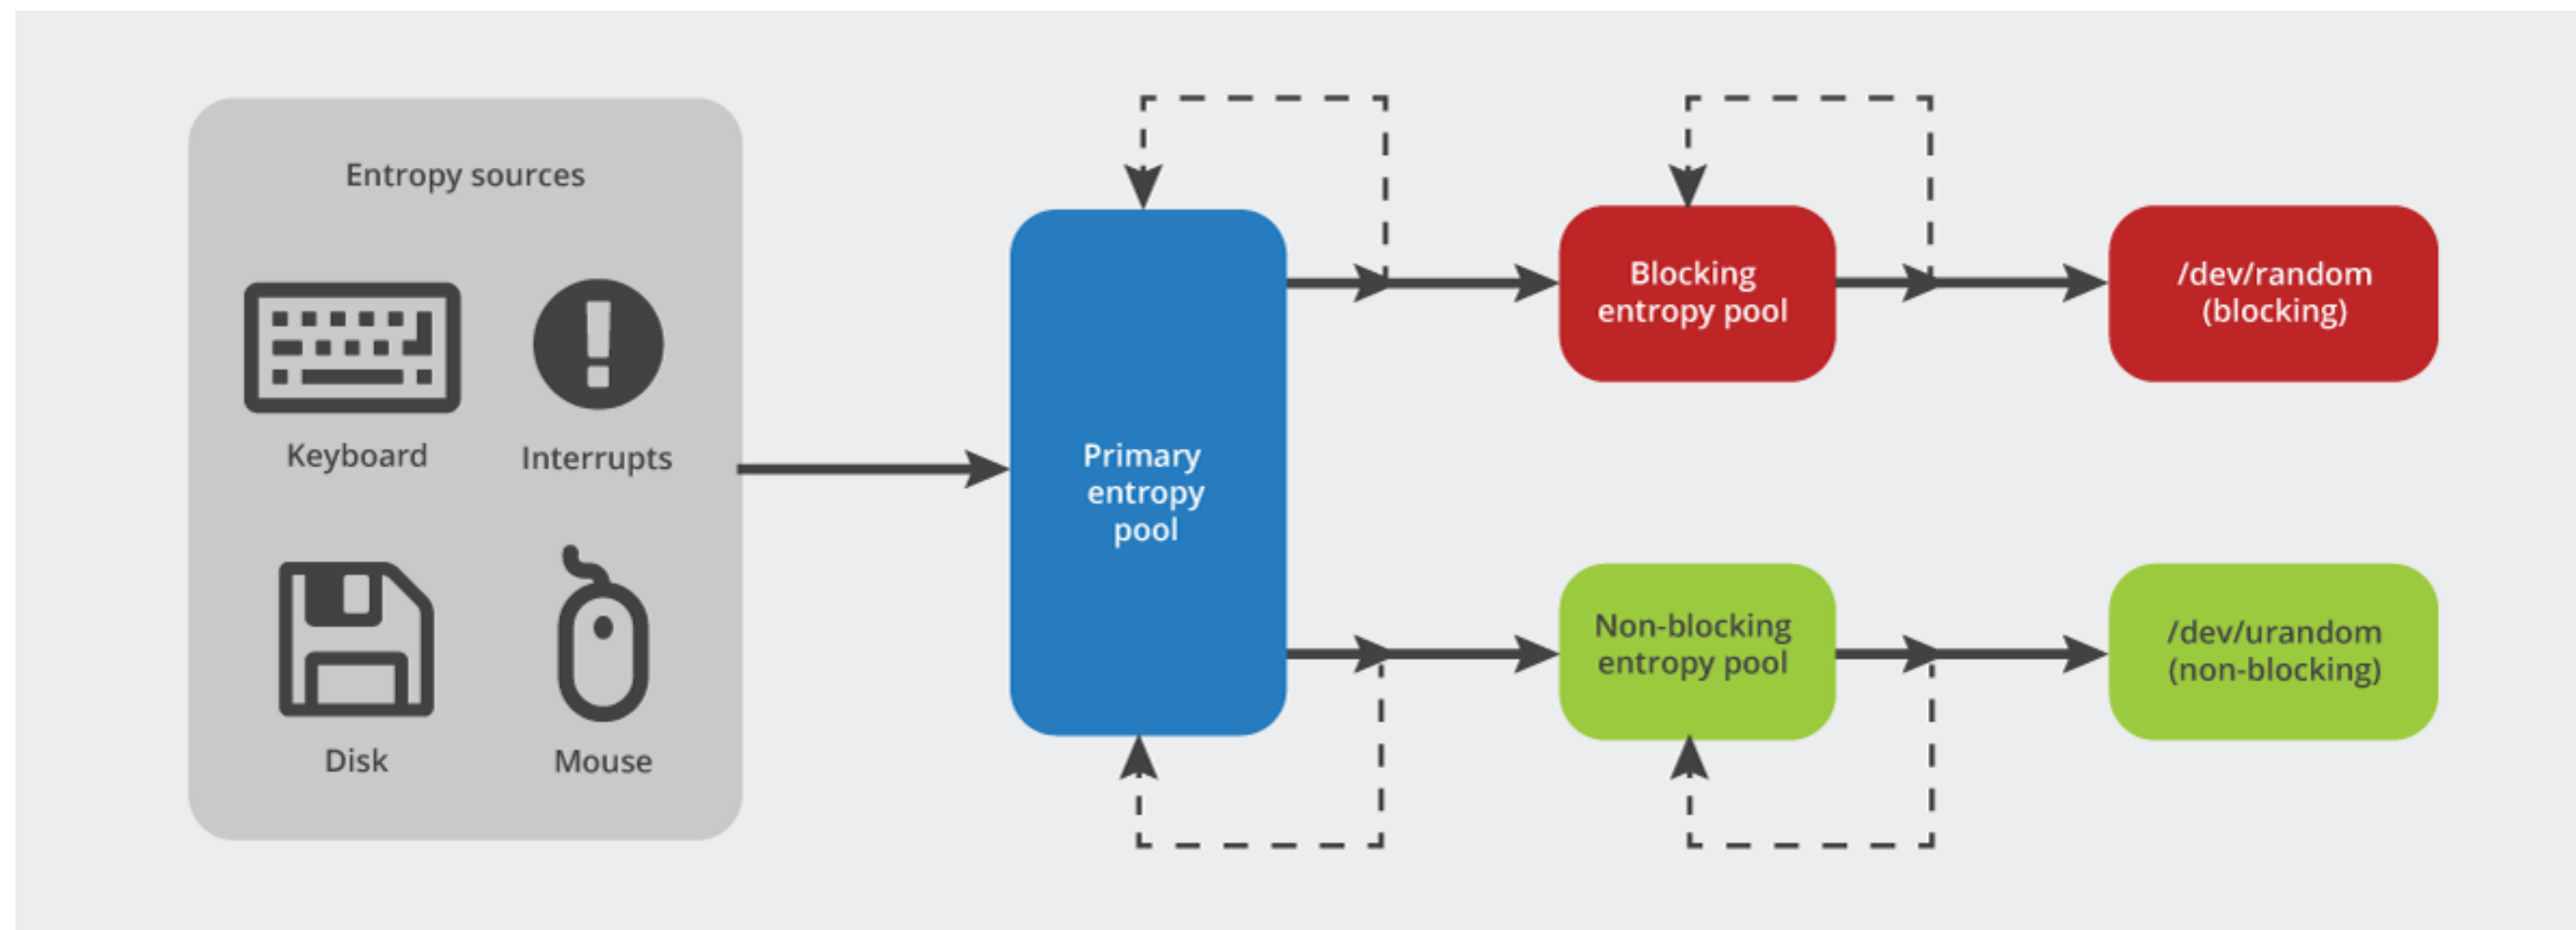 Entropy sources
Keyboard
Interrupts
Disk
Mouse
Primary
entropy
pool
Blocking
entropy pool
/dev/random
(blocking)
Non-blocking
entropy pool
/dev/urandom
(non-blocking)